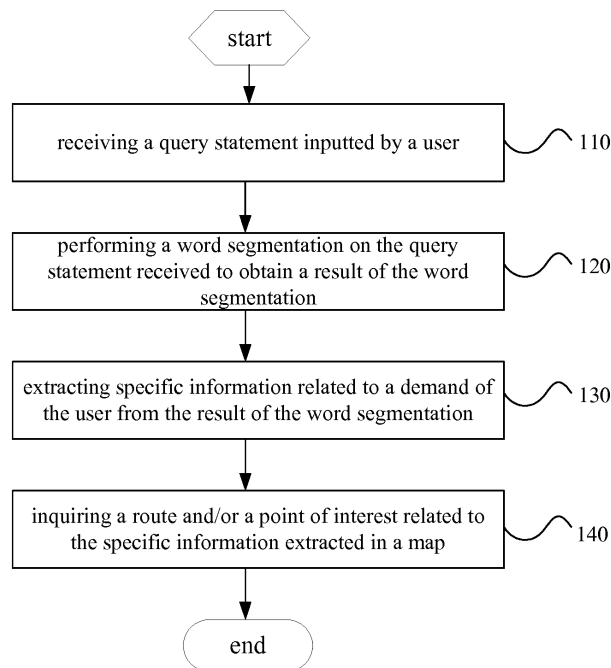 start
receiving a query statement inputted by a user
110
performing a word segmentation on the query
statement received to obtain a result of the word
segmentation
120
extracting specific information related to a demand of
the user from the result of the word segmentation
130
inquiring a route and/or a point of interest related to
the specific information extracted in a map
140
end